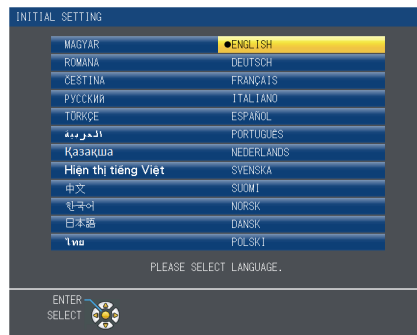 INITIAL SETTING
MAGYAR ●ENGLISH
ROMANA DEUTSCH
ČEŠTINA FRANÇAIS
РУССКИЙ ITALIANO
TÜRKÇE ESPAÑOL
العربية PORTUGUÊS
Қазақша NEDERLANDS
Hiện thị tiếng Việt SVENSKA
中文 SUOMI
한국어 NORSK
日本語 DANSK
ไทย POLSKI
PLEASE SELECT LANGUAGE.
ENTER
SELECT